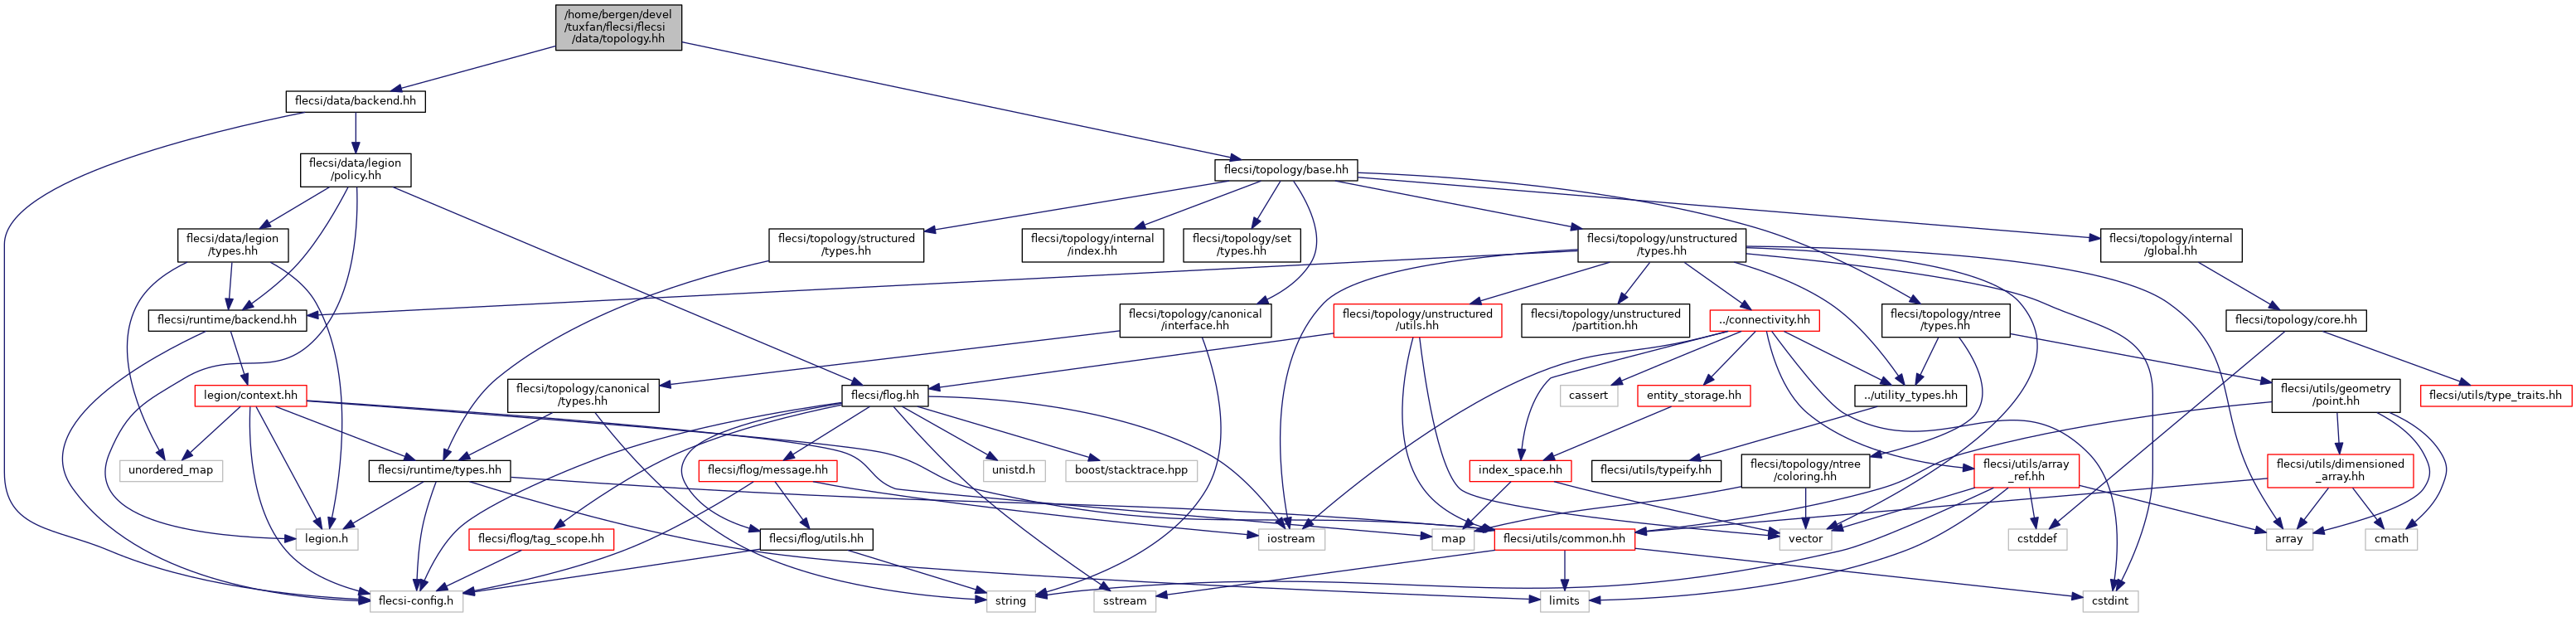 /home/bergen/devel
/tuxfan/flecsi/flecsi
/data/topology.hh
flecsi/data/backend.hh
flecsi/data/legion
/policy.hh
flecsi/topology/base.hh
flecsi/data/legion
/types.hh
flecsi/topology/structured
/types.hh
flecsi/topology/internal
/index.hh
flecsi/topology/set
/types.hh
flecsi/topology/unstructured
/types.hh
flecsi/topology/internal
/global.hh
flecsi/runtime/backend.hh
flecsi/topology/canonical
/interface.hh
flecsi/topology/unstructured
/utils.hh
flecsi/topology/unstructured
/partition.hh
../connectivity.hh
flecsi/topology/ntree
/types.hh
flecsi/topology/core.hh
legion/context.hh
flecsi/topology/canonical
/types.hh
flecsi/flog.hh
cassert
entity_storage.hh
../utility_types.hh
flecsi/utils/geometry
/point.hh
flecsi/utils/type_traits.hh
unordered_map
flecsi/runtime/types.hh
flecsi/flog/message.hh
unistd.h
boost/stacktrace.hpp
index_space.hh
flecsi/utils/typeify.hh
flecsi/topology/ntree
/coloring.hh
flecsi/utils/array
_ref.hh
flecsi/utils/dimensioned
_array.hh
legion.h
flecsi/flog/tag_scope.hh
flecsi/flog/utils.hh
iostream
map
flecsi/utils/common.hh
vector
cstddef
array
cmath
flecsi-config.h
string
sstream
limits
cstdint